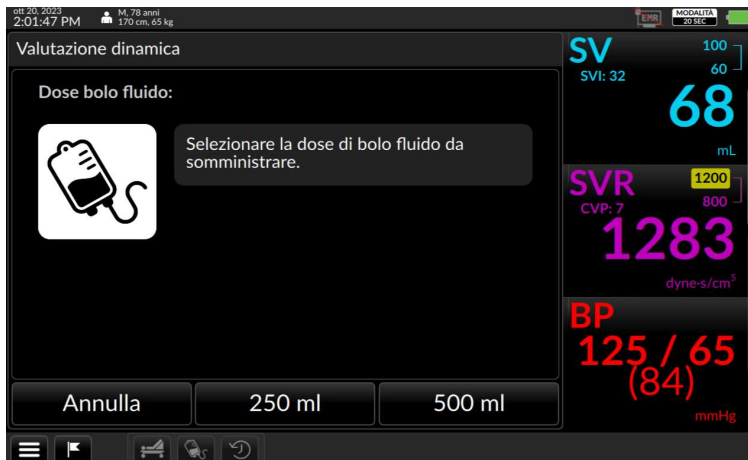 ott 20, 2023
2:01:47 PM
M, 78 anni
170 cm, 65 kg
EMR
MODALITÀ
20 SEC
Valutazione dinamica
Dose bolo fluido:
Selezionare la dose di bolo fluido da
somministrare.
Annulla
250 ml
500 ml
SV
100
60
SVI: 32
68
mL
SVR
1200
800
CVP: 7
1283
dyne·s/cm⁵
BP
125 / 65
(84)
mmHg